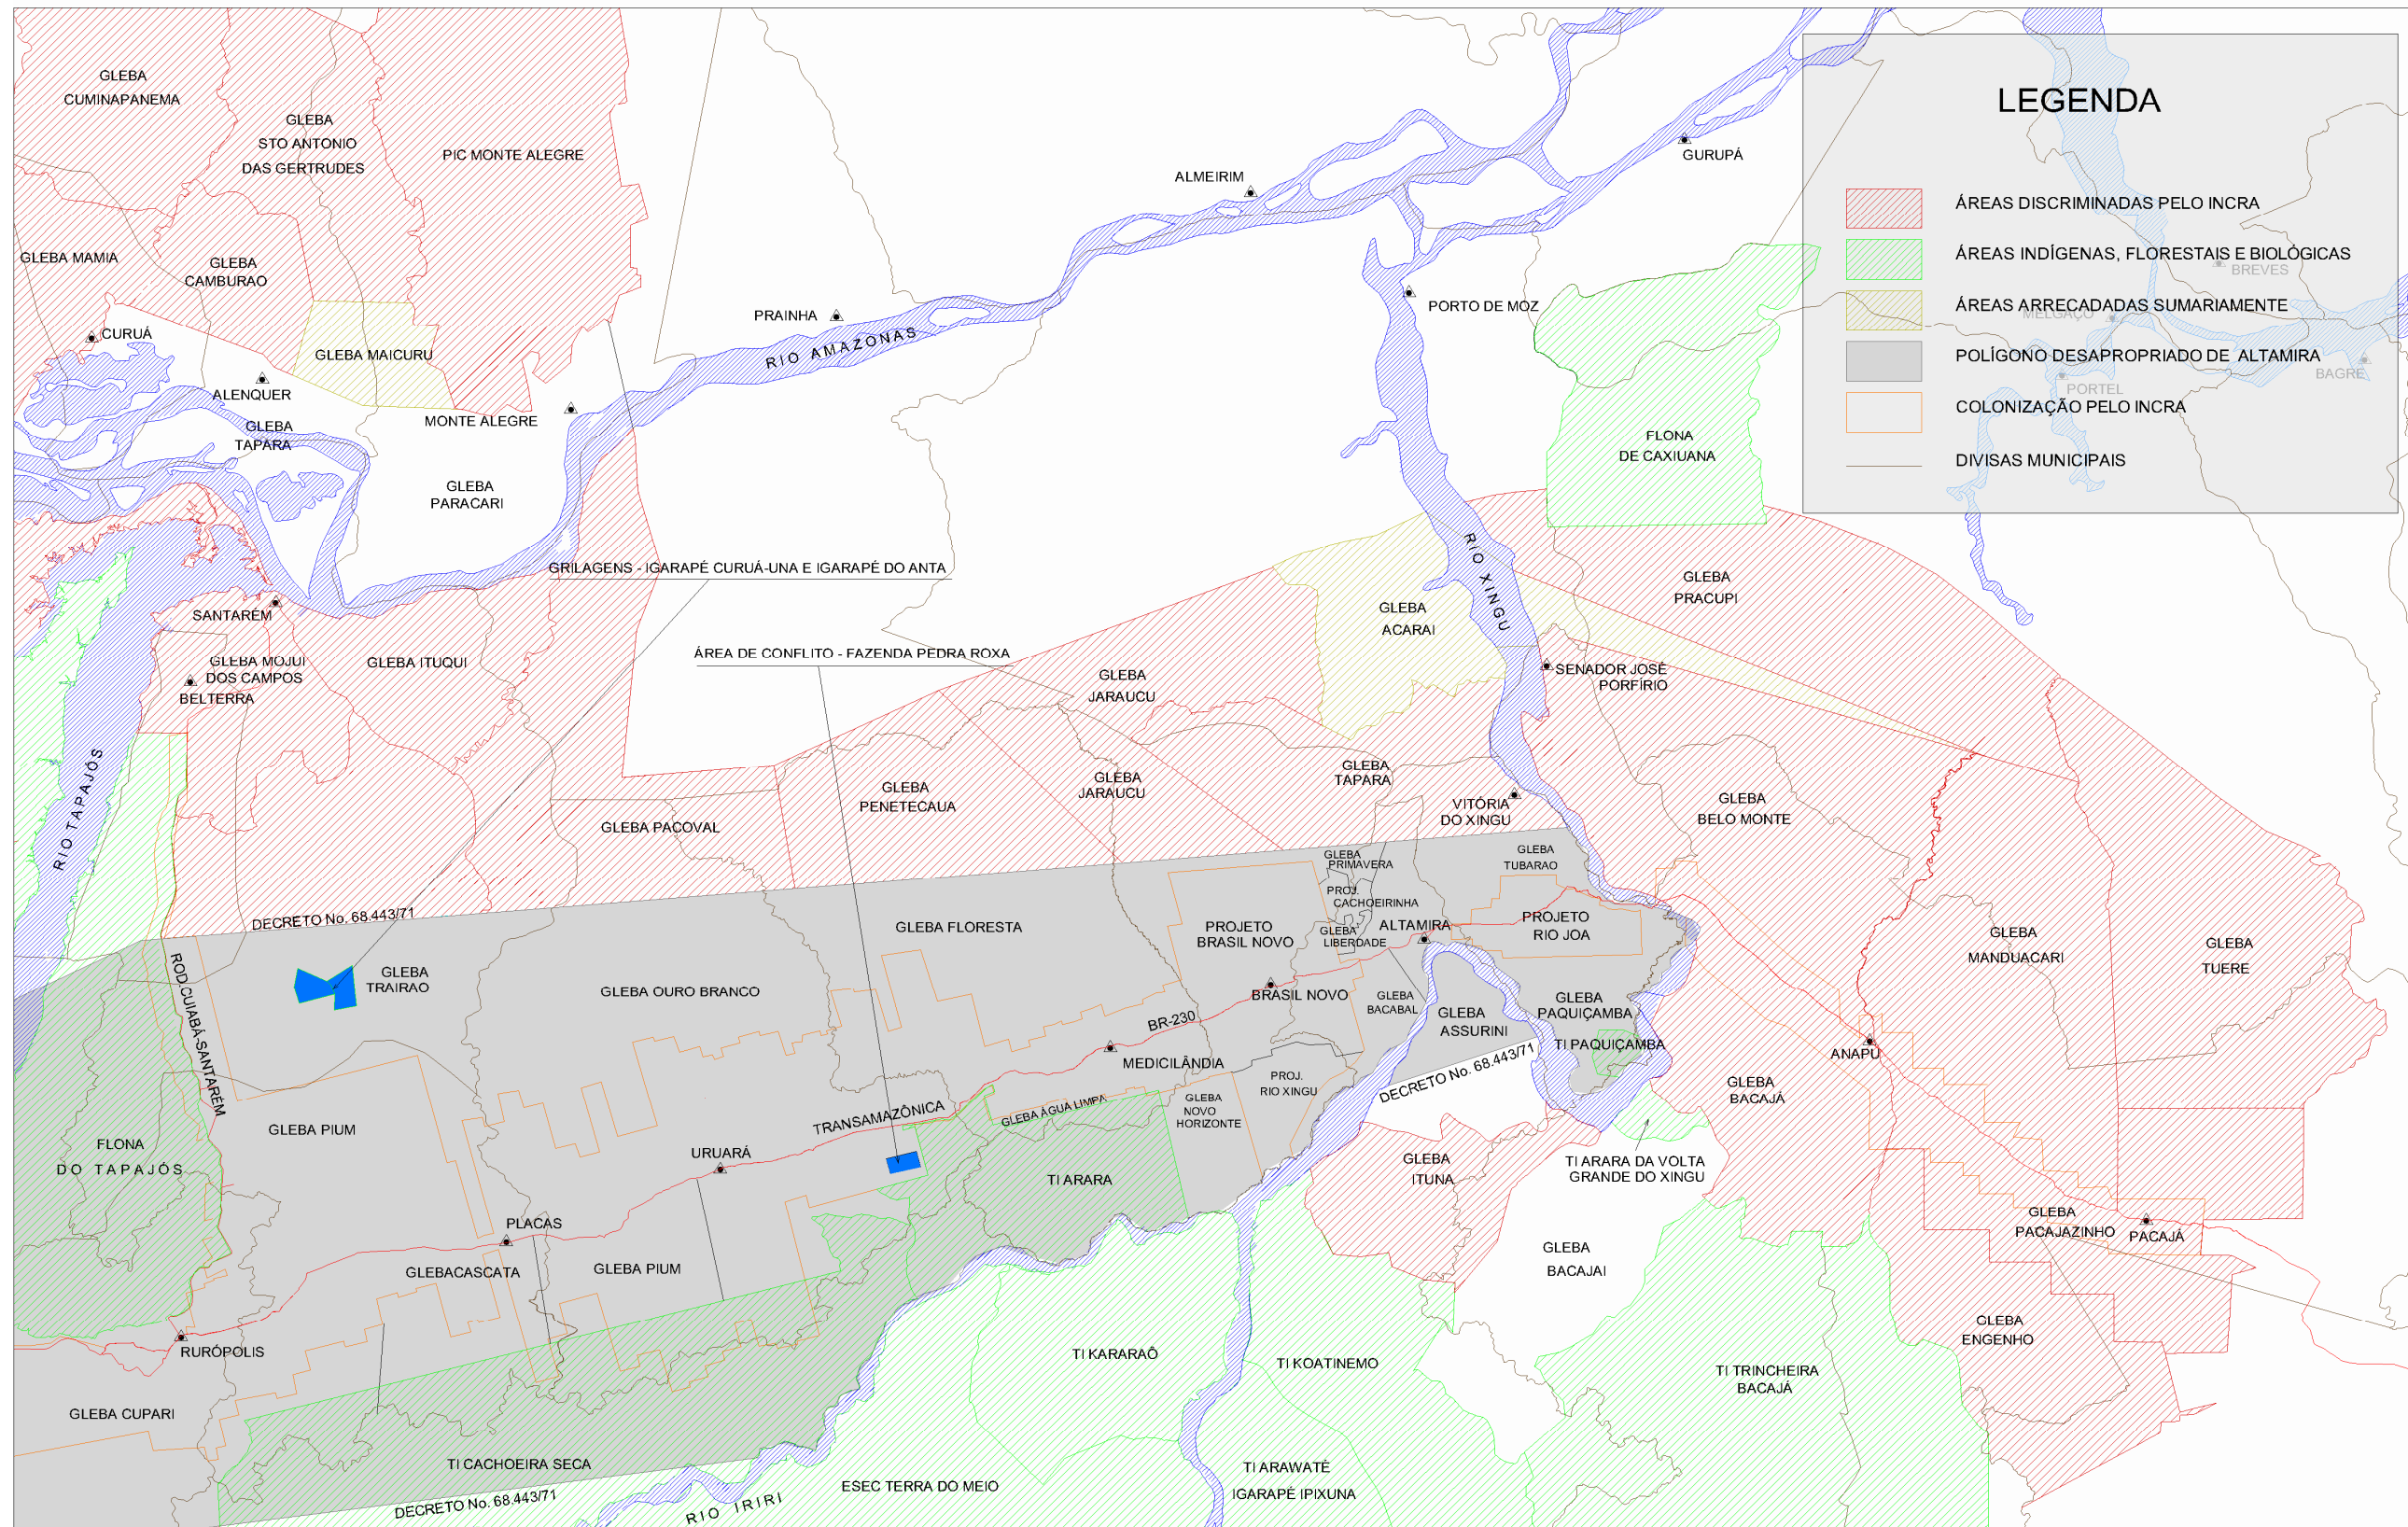 GLEBA
CUMINAPANEMA
GLEBA
STO ANTONIO
DAS GERTRUDES
PIC MONTE ALEGRE
GLEBA MAMIA
GLEBA
CAMBURAO
CURUÁ
GLEBA MAICURU
ALENQUER
MONTE ALEGRE
GLEBA
TAPARA
GLEBA
PARACARI
PRAINHA
RIO AMAZONAS
ALMEIRIM
GURUPÁ
PORTO DE MOZ
FLONA
DE CAXIUANA
LEGENDA
ÁREAS DISCRIMINADAS PELO INCRA
ÁREAS INDÍGENAS, FLORESTAIS E BIOLÓGICAS
BREVES
ÁREAS ARRECADADAS SUMARIAMENTE
MELGAÇO
POLÍGONO DESAPROPRIADO DE ALTAMIRA
BAGRE
PORTEL
COLONIZAÇÃO PELO INCRA
DIVISAS MUNICIPAIS
GRILAGENS - IGARAPÉ CURUÁ-UNA E IGARAPÉ DO ANTA
ÁREA DE CONFLITO - FAZENDA PEDRA ROXA
SANTARÉM
GLEBA MOJUI
DOS CAMPOS
BELTERRA
GLEBA ITUQUI
RIO TAPAJÓS
RIO XINGU
GLEBA
ACARAI
GLEBA
PRACUPI
SENADOR JOSÉ
PORFÍRIO
GLEBA
JARAUCU
GLEBA
JARAUCU
GLEBA
TAPARA
GLEBA
PENETECAUA
GLEBA PACOVAL
VITÓRIA
DO XINGU
GLEBA
BELO MONTE
GLEBA
MANDUACARI
GLEBA
TUERE
DECRETO No. 68.443/71
GLEBA
TRAIRAO
ROD.CUIABÁ-SANTARÉM
GLEBA OURO BRANCO
GLEBA FLORESTA
PROJETO
BRASIL NOVO
GLEBA
PRIMAVERA
PROJ.
CACHOEIRINHA
GLEBA
LIBERDADE
ALTAMIRA
GLEBA
TUBARAO
PROJETO
RIO JOA
BRASIL NOVO
GLEBA
BACABAL
GLEBA
ASSURINI
GLEBA
PAQUIÇAMBA
TI PAQUIÇAMBA
BR-230
MEDICILÂNDIA
DECRETO No. 68.443/71
PROJ.
RIO XINGU
GLEBA
NOVO
HORIZONTE
GLEBA ÁGUA LIMPA
TRANSAMAZÔNICA
ANAPU
GLEBA
BACAJÁ
GLEBA PIUM
FLONA
DO TAPAJÓS
URUARÁ
TI ARARA
GLEBA
ITUNA
TI ARARA DA VOLTA
GRANDE DO XINGU
PLACAS
GLEBACASCATA
GLEBA PIUM
GLEBA
BACAJAI
GLEBA
PACAJAZINHO
PACAJÁ
RURÓPOLIS
TI KARARAÔ
TI KOATINEMO
TI TRINCHEIRA
BACAJÁ
GLEBA
ENGENHO
GLEBA CUPARI
TI CACHOEIRA SECA
DECRETO No. 68.443/71
RIO IRIRI
ESEC TERRA DO MEIO
TI ARAWATÉ
IGARAPÉ IPIXUNA